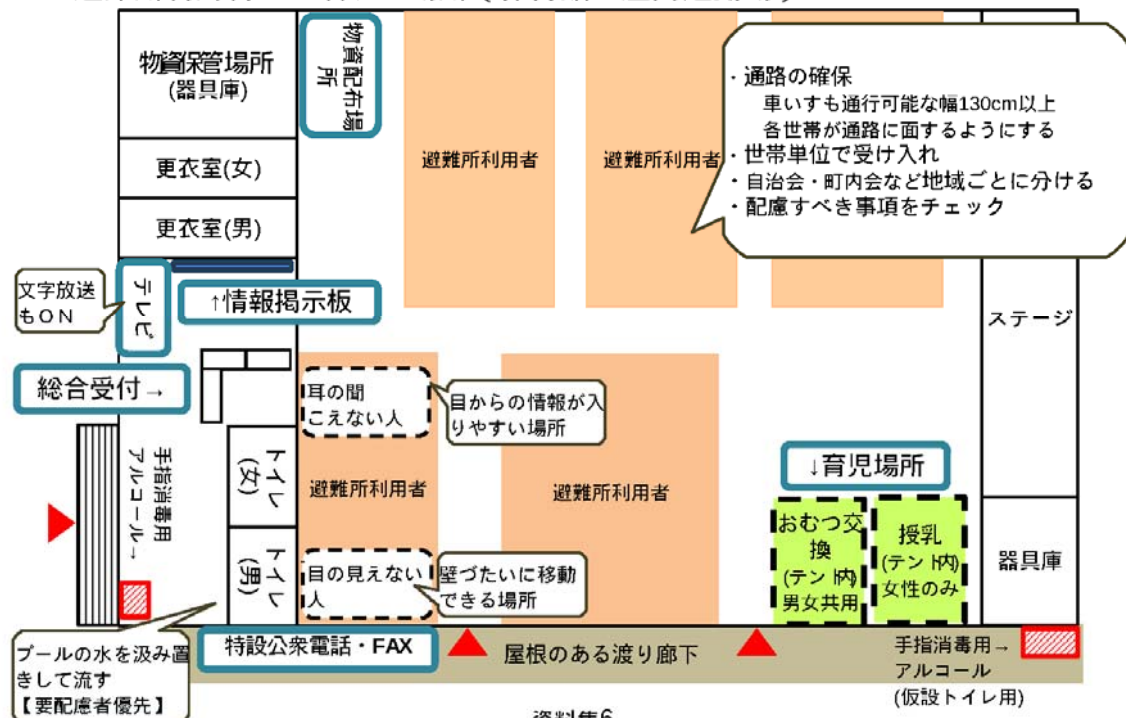 物資保管場所
(器具庫)
物資配布場
所
更衣室(女)
更衣室(男)
避難所利用者
避難所利用者
・通路の確保
車いすも通行可能な幅130cm以上
各世帯が通路に面するようにする
・世帯単位で受け入れ
・自治会・町内会など地域ごとに分ける
・配慮すべき事項をチェック
文字放送
もON
テレビ
↑情報掲示板
ステージ
総合受付→
耳の聞
こえない人
目からの情報が入
りやすい場所
手指消毒用
アルコール→
トイレ
(女)
避難所利用者
避難所利用者
↓育児場所
おむつ交
換
(テント内)
男女共用
授乳
(テント内)
女性のみ
器具庫
トイレ
(男)
目の見えない
人
壁づたいに移動
できる場所
プールの水を汲み置
きして流す
【要配慮者優先】
特設公衆電話・FAX
屋根のある渡り廊下
手指消毒用→
アルコール
(仮設トイレ用)